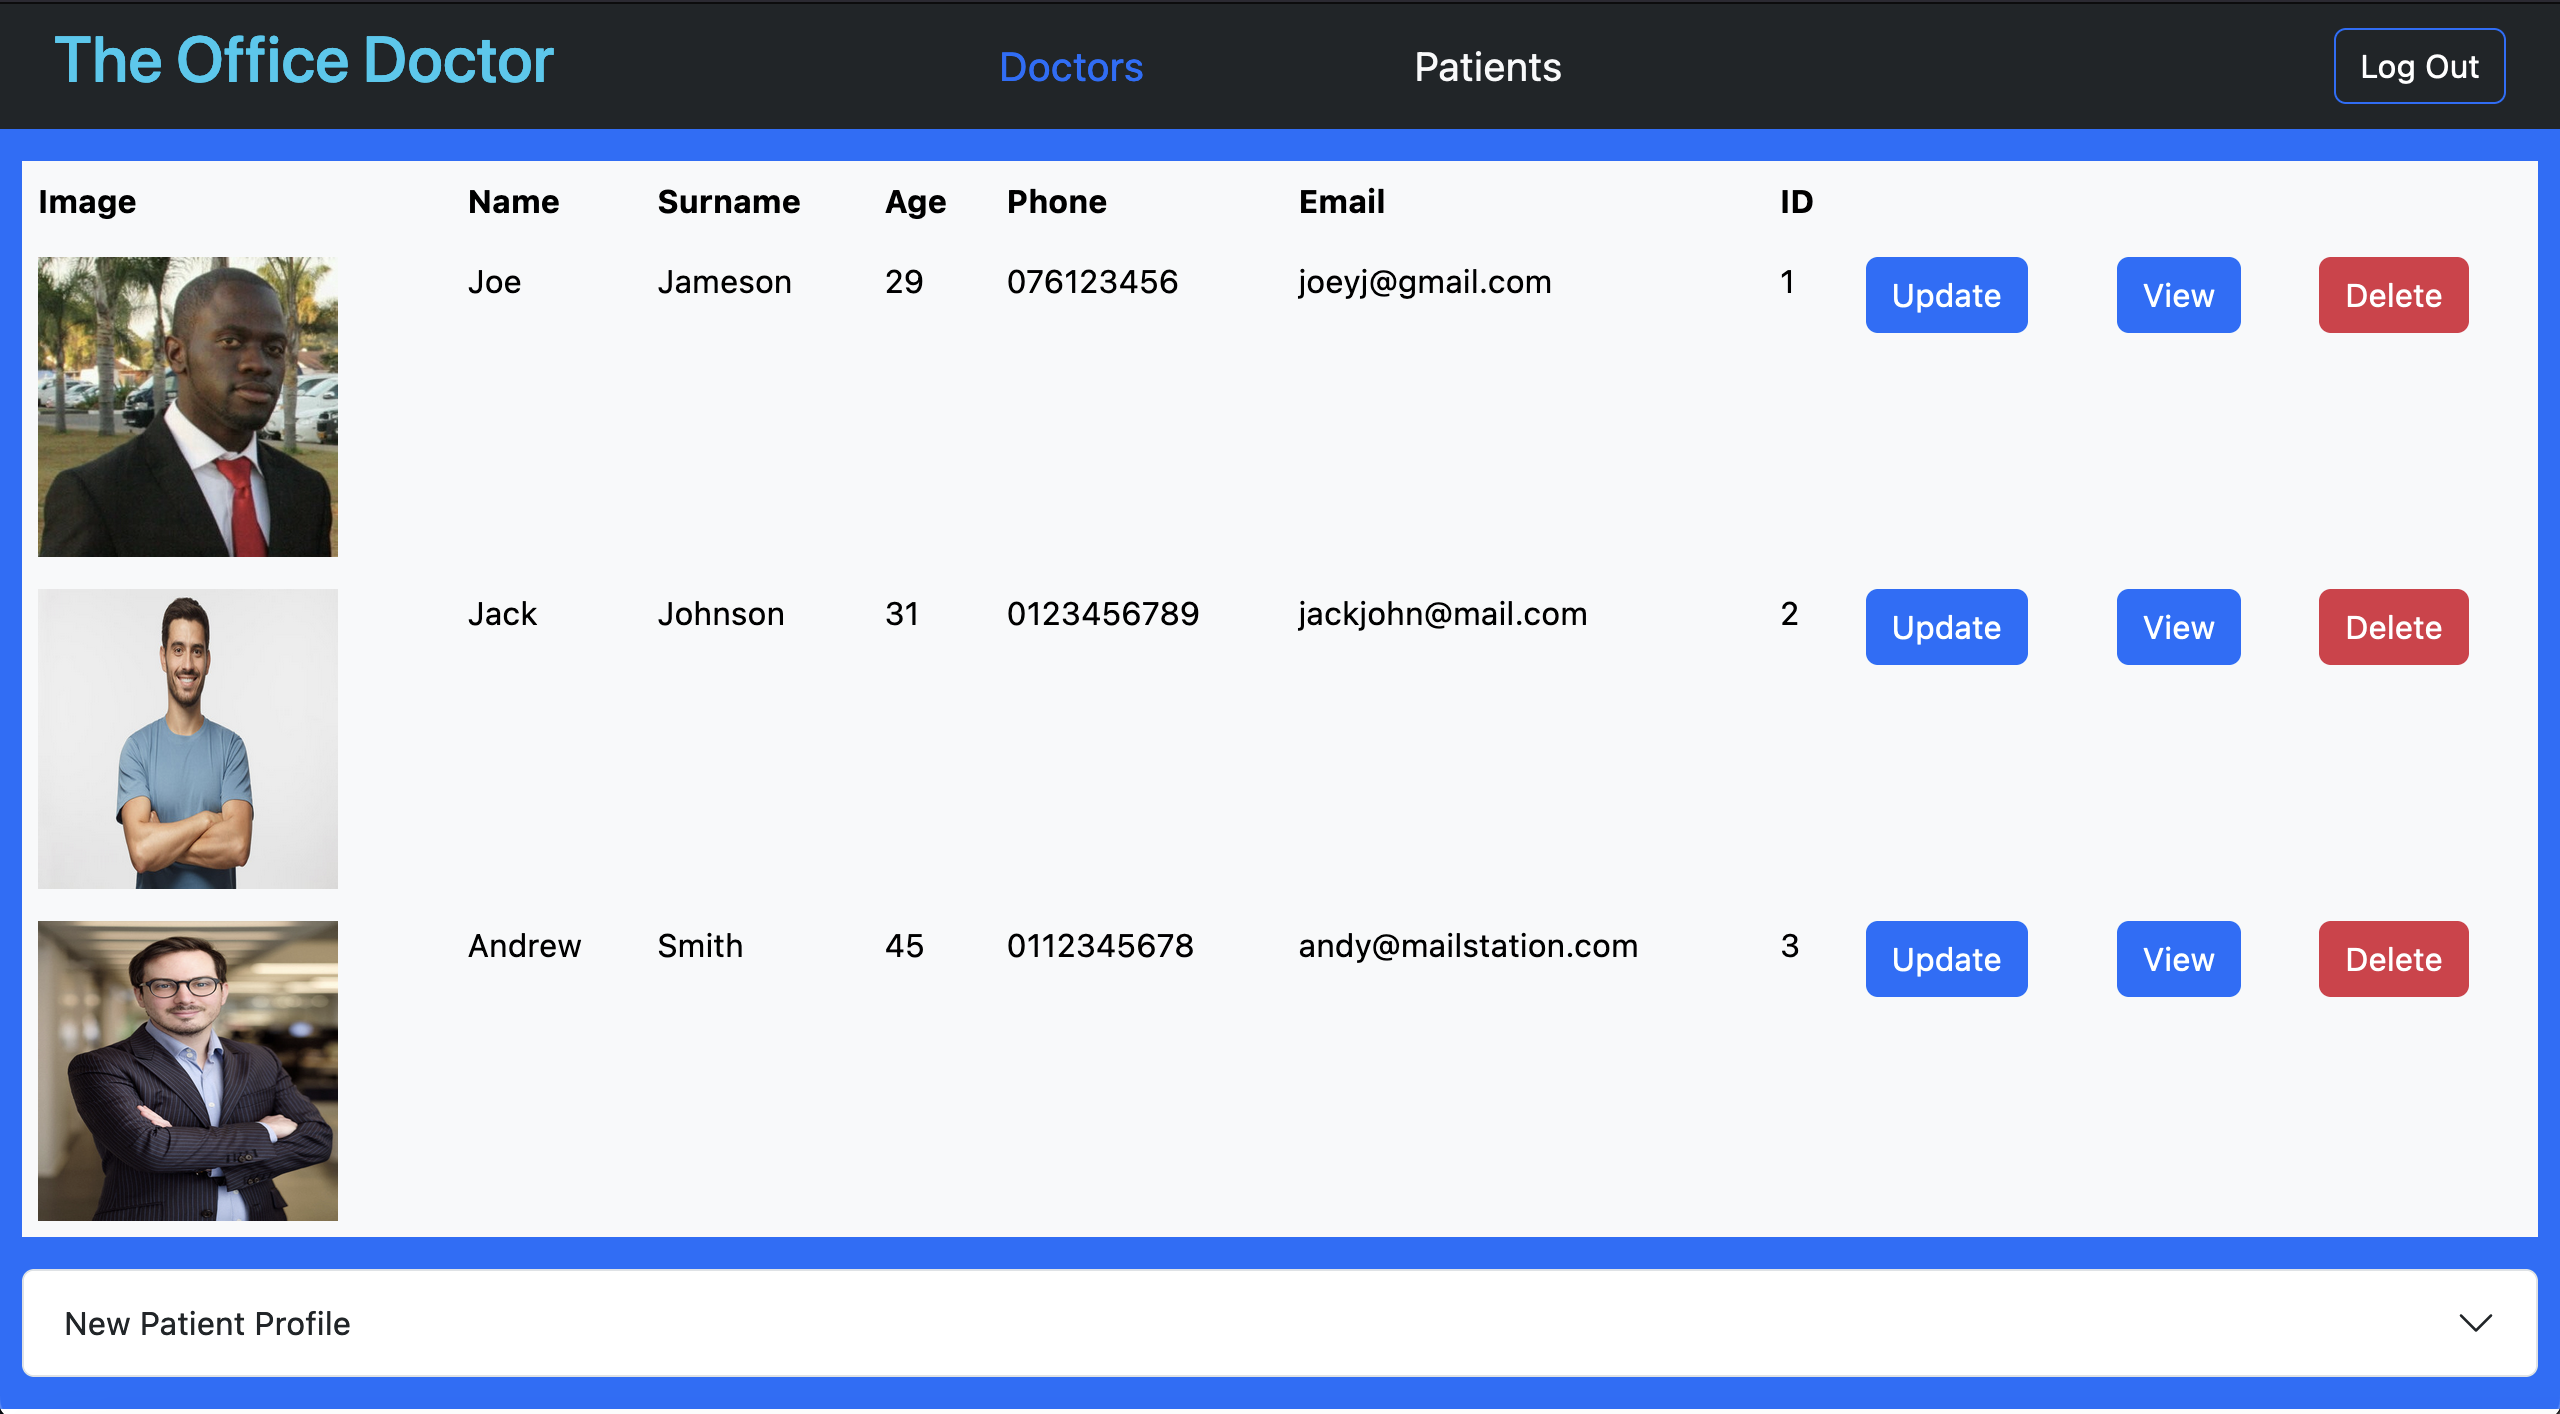 The Office Doctor Doctors Patients Log Out
Image Name Surname Age Phone Email ID
Joe Jameson 29 076123456 joeyj@gmail.com 1 Update View Delete
Jack Johnson 31 0123456789 jackjohn@mail.com 2 Update View Delete
Andrew Smith 45 0112345678 andy@mailstation.com 3 Update View Delete
New Patient Profile